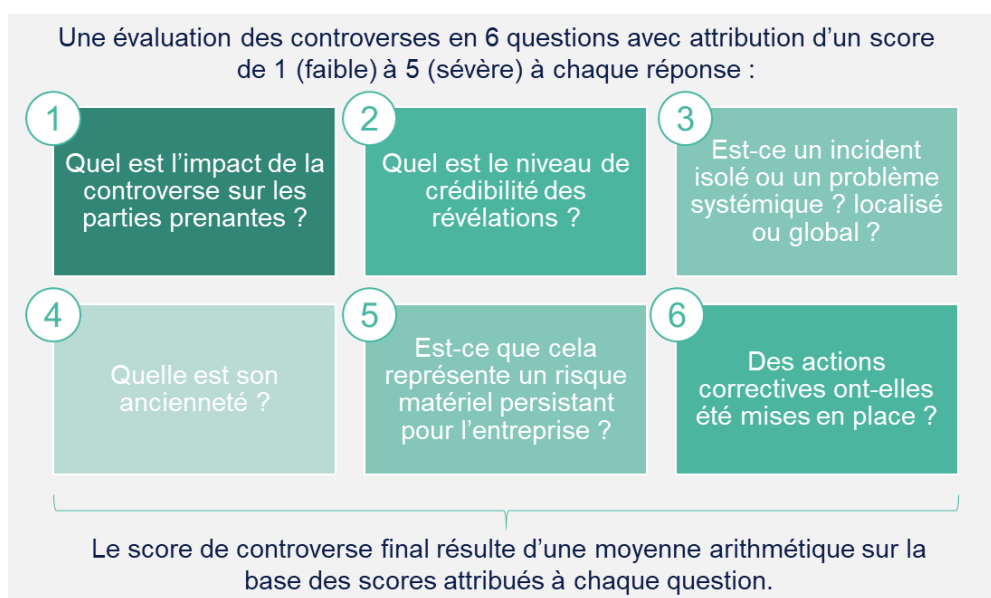 Une évaluation des controverses en 6 questions avec attribution d'un score
de 1 (faible) à 5 (sévère) à chaque réponse :
1
Quel est l'impact de la
controverse sur les
parties prenantes ?
2
Quel est le niveau de
crédibilité des
révélations ?
3
Est-ce un incident
isolé ou un problème
systémique ? localisé
ou global ?
4
Quelle est son
ancienneté ?
5
Est-ce que cela
représente un risque
matériel persistant
pour l'entreprise ?
6
Des actions
correctives ont-elles
été mises en place ?
Le score de controverse final résulte d'une moyenne arithmétique sur la
base des scores attribués à chaque question.